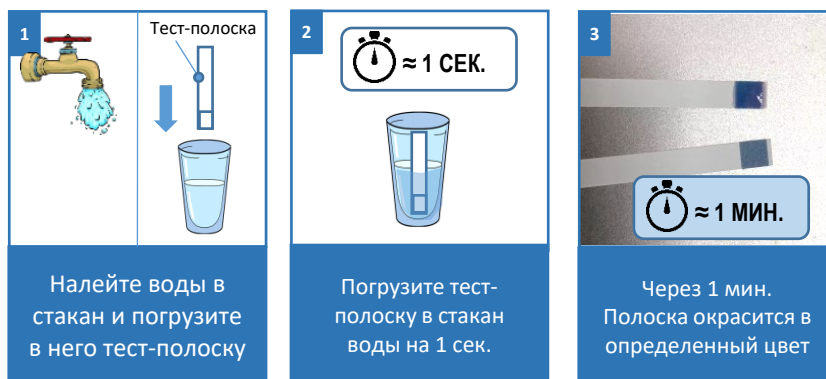 1
Тест-полоска
Налейте воды в
стакан и погрузите
в него тест-полоску
2
≈ 1 СЕК.
Погрузите тест-
полоску в стакан
воды на 1 сек.
3
≈ 1 МИН.
Через 1 мин.
Полоска окрасится в
определенный цвет